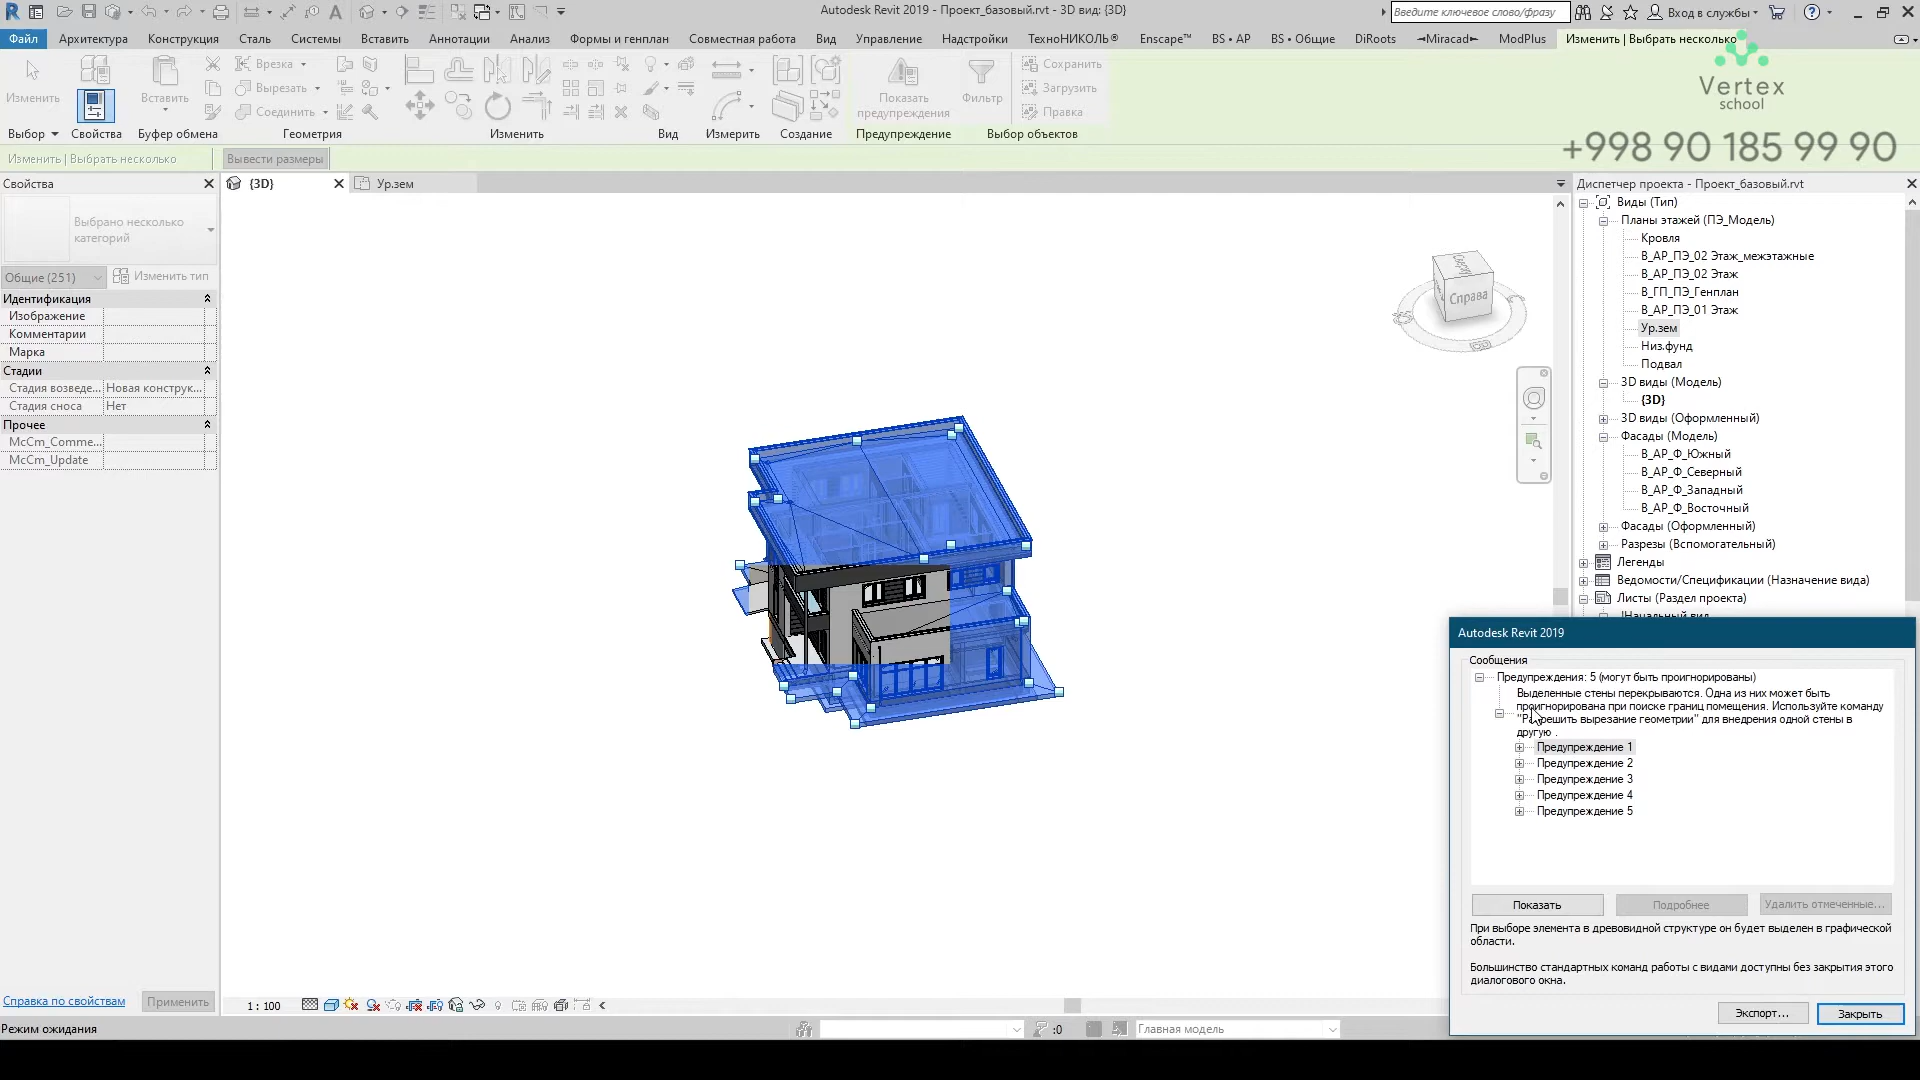 Autodesk Revit 2019 - Проект_базовый.rvt - 3D вид: {3D}
Введите ключевое слово/фразу
Вход в службы
Файл Архитектура Конструкция Сталь Системы Вставить Аннотации Анализ Формы и генплан Совместная работа Вид Управление Надстройки ТехноНИКОЛЬ® Enscape™ BS • АР BS • Общие DiRoots ◄Miracad► ModPlus Изменить | Выбрать несколько
Врезка
Вырезать
Соединить
Изменить
Вставить
Показать
предупреждения
Фильтр
Сохранить
Загрузить
Правка
Vertex
school
Выбор Свойства Буфер обмена Геометрия Изменить Вид Измерить Создание Предупреждение Выбор объектов
+998 90 185 99 90
Изменить | Выбрать несколько
Вывести размеры
Свойства
{3D}
Ур.зем
Диспетчер проекта - Проект_базовый.rvt
Выбрано несколько
категорий
Общие (251)
Изменить тип
Идентификация
Изображение
Комментарии
Марка
Стадии
Стадия возведе... Новая конструк...
Стадия сноса Нет
Прочее
McCm_Comme...
McCm_Update
Справа
Виды (Тип)
Планы этажей (ПЭ_Модель)
Кровля
В_АР_ПЭ_02 Этаж_межэтажные
В_АР_ПЭ_02 Этаж
В_ГП_ПЭ_Генплан
В_АР_ПЭ_01 Этаж
Ур.зем
Низ.фунд
Подвал
3D виды (Модель)
{3D}
3D виды (Оформленный)
Фасады (Модель)
В_АР_Ф_Южный
В_АР_Ф_Северный
В_АР_Ф_Западный
В_АР_Ф_Восточный
Фасады (Оформленный)
Разрезы (Вспомогательный)
Легенды
Ведомости/Спецификации (Назначение вида)
Листы (Раздел проекта)
Autodesk Revit 2019
Сообщения
Предупреждения: 5 (могут быть проигнорированы)
Выделенные стены перекрываются. Одна из них может быть
проигнорирована при поиске границ помещения. Используйте команду
"Разрешить вырезание геометрии" для внедрения одной стены в
другую .
Предупреждение 1
Предупреждение 2
Предупреждение 3
Предупреждение 4
Предупреждение 5
Показать
Подробнее
Удалить отмеченные...
При выборе элемента в древовидной структуре он будет выделен в графической
области.
Большинство стандартных команд работы с видами доступны без закрытия этого
диалогового окна.
Экспорт...
Закрыть
Справка по свойствам
Применить
1 : 100
Режим ожидания
:0
Главная модель